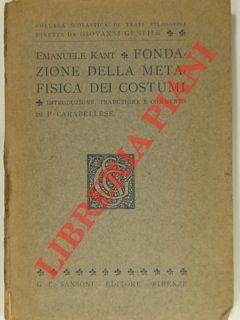 COLLANA SCOLASTICA DI TESTI FILOSOFICI
DIRETTA DA GIOVANNI GENTILE
EMANUELE KANT FONDA-
ZIONE DELLA META-
FISICA DEI COSTUMI
INTRODUZIONE, TRADUZIONE E COMMENTO
DI P. CARABELLESE
LIBRERIA PIANI
G. C. SANSONI - EDITORE - FIRENZE